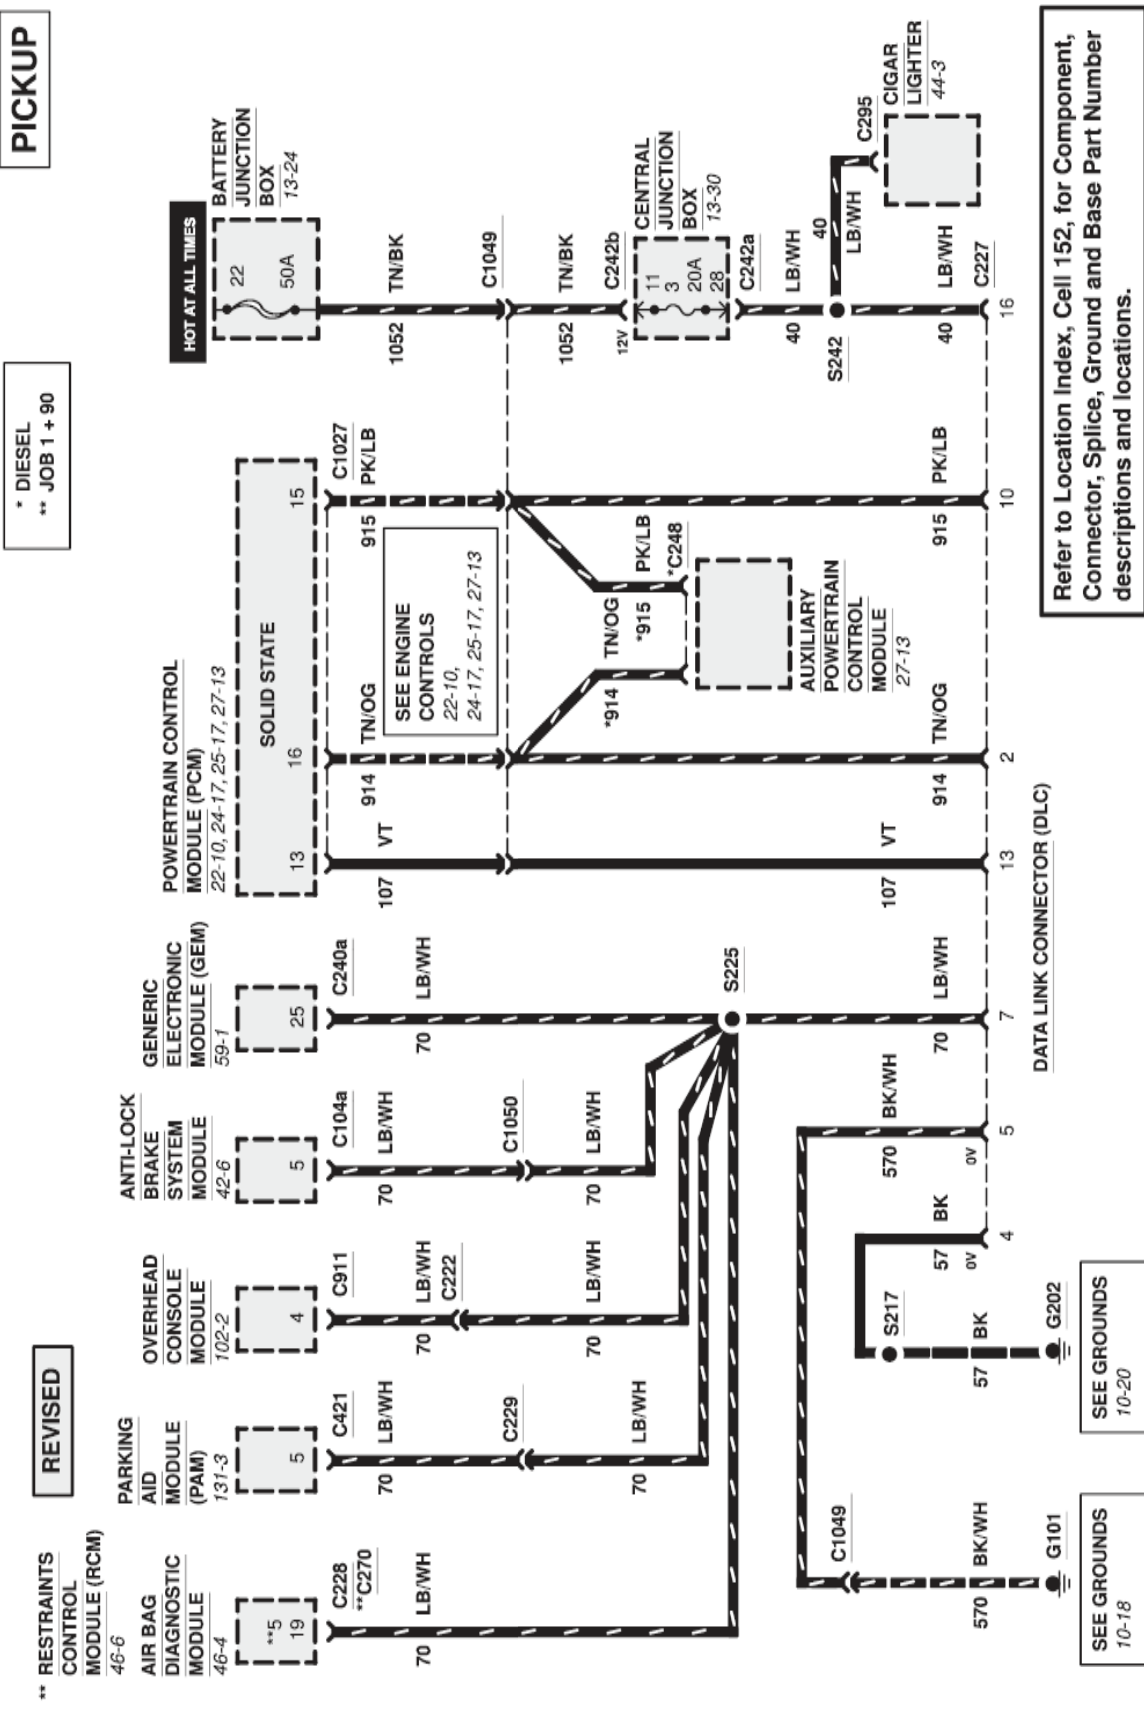 PICKUP
REVISED
* DIESEL
** JOB 1 + 90
** RESTRAINTS
CONTROL
MODULE (RCM)
46-6
AIR BAG
DIAGNOSTIC
MODULE
46-4
**5
19
C228
**C270
70
LB/WH
PARKING
AID
MODULE
(PAM)
131-3
5
C421
70
LB/WH
C229
70
LB/WH
OVERHEAD
CONSOLE
MODULE
102-2
4
C911
70
LB/WH
C222
70
LB/WH
ANTI-LOCK
BRAKE
SYSTEM
MODULE
42-6
5
C104a
70
LB/WH
C1050
70
LB/WH
GENERIC
ELECTRONIC
MODULE (GEM)
59-1
25
C240a
70
LB/WH
S225
70
LB/WH
7
POWERTRAIN CONTROL
MODULE (PCM)
22-10, 24-17, 25-17, 27-13
SOLID STATE
13
16
15
C1027
107
VT
914
TN/OG
915
PK/LB
SEE ENGINE
CONTROLS
22-10,
24-17, 25-17, 27-13
*914
TN/OG
*915
PK/LB
*C248
AUXILIARY
POWERTRAIN
CONTROL
MODULE
27-13
107
VT
914
TN/OG
915
PK/LB
13
2
10
HOT AT ALL TIMES
BATTERY
JUNCTION
BOX
13-24
22
50A
1052
TN/BK
C1049
1052
TN/BK
12V
C242b
CENTRAL
JUNCTION
BOX
13-30
11
3
20A
28
C242a
40
LB/WH
S242
40
LB/WH
C295
CIGAR
LIGHTER
44-3
40
LB/WH
C227
16
DATA LINK CONNECTOR (DLC)
570
BK/WH
0V
5
57
BK
0V
4
S217
57
BK
G202
SEE GROUNDS
10-20
C1049
570
BK/WH
G101
SEE GROUNDS
10-18
Refer to Location Index, Cell 152, for Component,
Connector, Splice, Ground and Base Part Number
descriptions and locations.